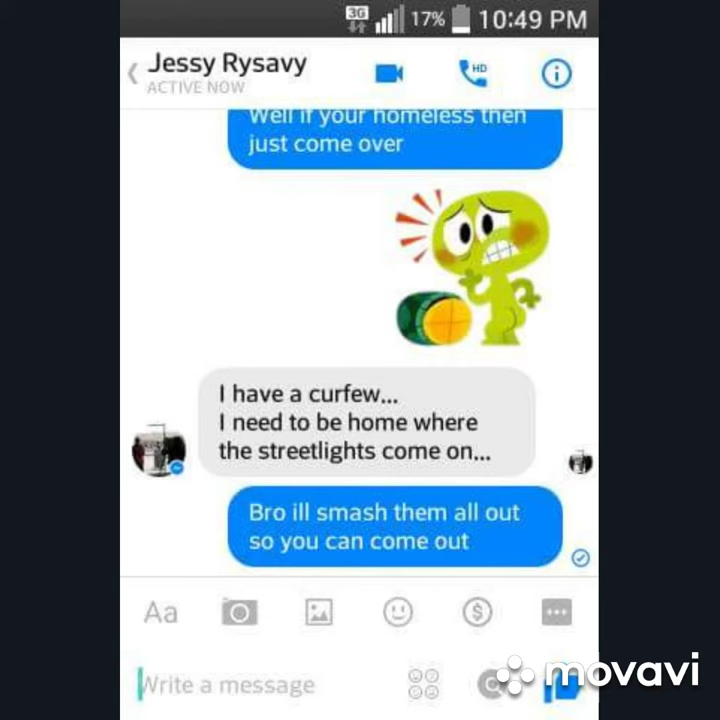 3G 17% 10:49 PM
Jessy Rysavy
ACTIVE NOW
Well if your homeless then
just come over
I have a curfew...
I need to be home where
the streetlights come on...
Bro ill smash them all out
so you can come out
Aa
Write a message
movavi
HD